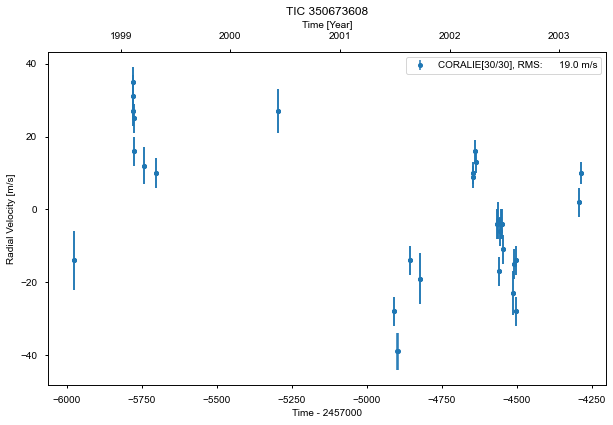 TIC 350673608
Time [Year]
1999 2000 2001 2002 2003
CORALIE[30/30], RMS: 19.0 m/s
Radial Velocity [m/s]
40
20
0
−20
−40
−6000 −5750 −5500 −5250 −5000 −4750 −4500 −4250
Time - 2457000